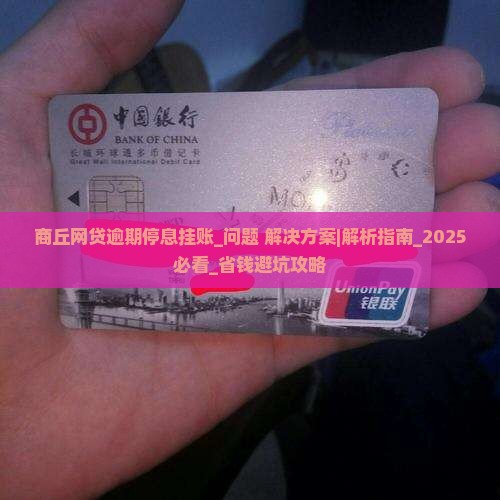 中国银行
BANK OF CHINA
长城环球通多币借记卡
Great Wall International Debit Card
MO
商丘网贷逾期停息挂账_问题 解决方案|解析指南_2025
必看_省钱避坑攻略
UnionPay
银联